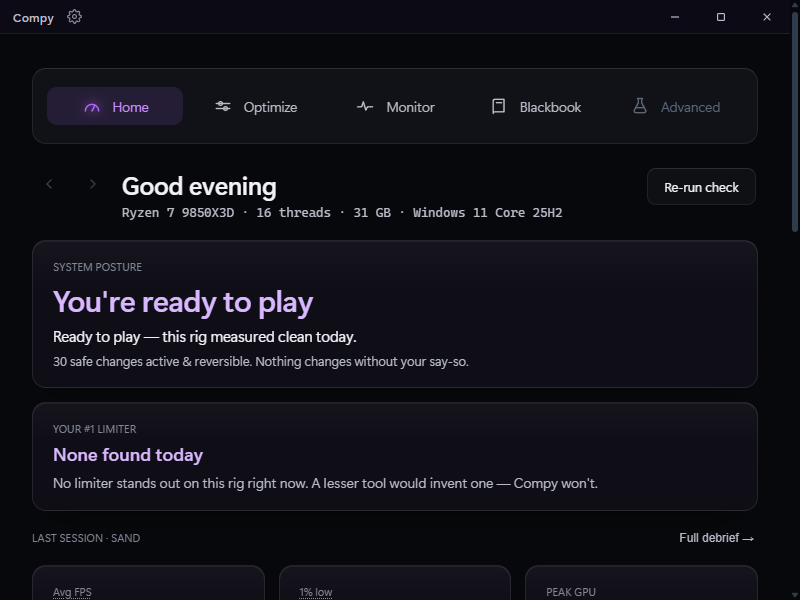 Compy
Home
Optimize
Monitor
Blackbook
Advanced
Good evening
Re-run check
Ryzen 7 9850X3D · 16 threads · 31 GB · Windows 11 Core 25H2
SYSTEM POSTURE
You're ready to play
Ready to play — this rig measured clean today.
30 safe changes active & reversible. Nothing changes without your say-so.
YOUR #1 LIMITER
None found today
No limiter stands out on this rig right now. A lesser tool would invent one — Compy won't.
LAST SESSION · SAND
Full debrief →
Avg FPS
1% low
PEAK GPU